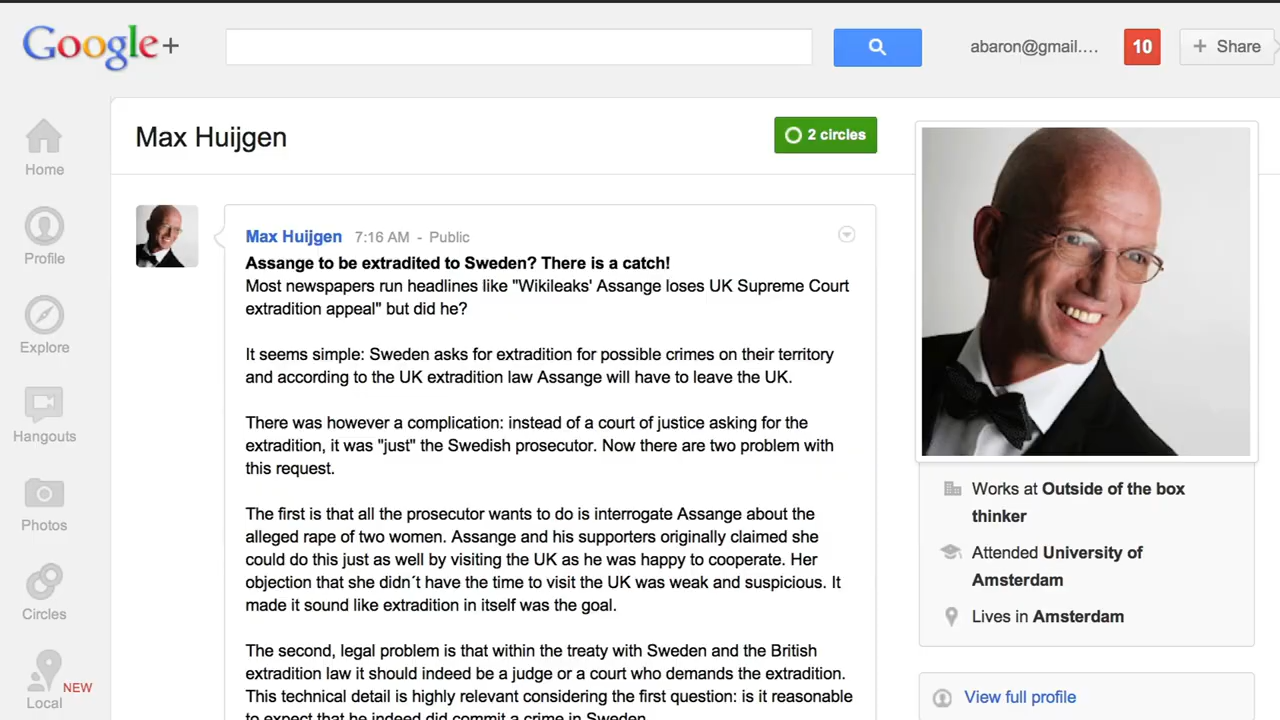 Google+
abaron@gmail....
10
+ Share
Home
Profile
Explore
Hangouts
Photos
Circles
NEW
Local
Max Huijgen
2 circles
Max Huijgen 7:16 AM - Public
Assange to be extradited to Sweden? There is a catch!
Most newspapers run headlines like "Wikileaks' Assange loses UK Supreme Court
extradition appeal" but did he?
It seems simple: Sweden asks for extradition for possible crimes on their territory
and according to the UK extradition law Assange will have to leave the UK.
There was however a complication: instead of a court of justice asking for the
extradition, it was "just" the Swedish prosecutor. Now there are two problem with
this request.
The first is that all the prosecutor wants to do is interrogate Assange about the
alleged rape of two women. Assange and his supporters originally claimed she
could do this just as well by visiting the UK as he was happy to cooperate. Her
objection that she didn´t have the time to visit the UK was weak and suspicious. It
made it sound like extradition in itself was the goal.
The second, legal problem is that within the treaty with Sweden and the British
extradition law it should indeed be a judge or a court who demands the extradition.
This technical detail is highly relevant considering the first question: is it reasonable
to expect that he indeed did commit a crime in Sweden
Works at Outside of the box
thinker
Attended University of
Amsterdam
Lives in Amsterdam
View full profile